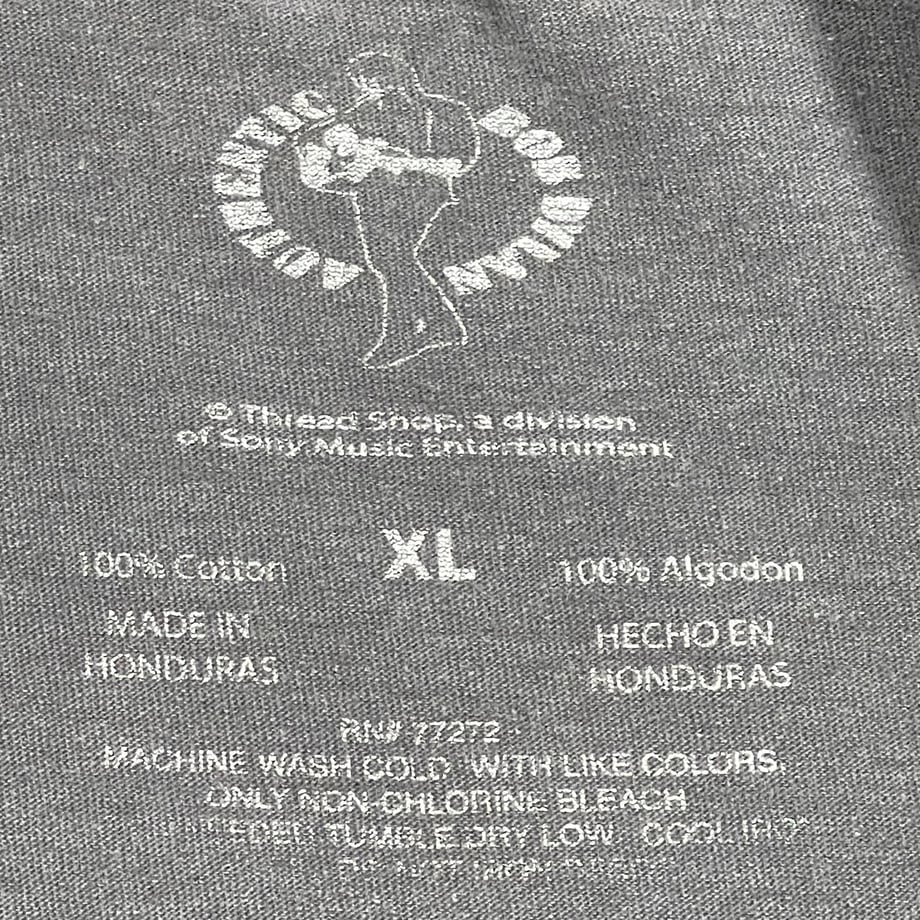 AUTHENTIC BOB DYLAN
© Thread Shop, a division
of Sony Music Entertainment
XL
100% Cotton
100% Algodon
MADE IN
HONDURAS
HECHO EN
HONDURAS
RN# 77272
MACHINE WASH COLD WITH LIKE COLORS,
ONLY NON-CHLORINE BLEACH
TUMBLE DRY LOW COOL